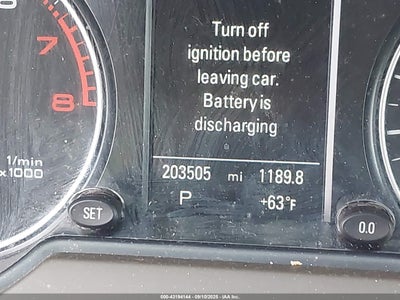 Turn off
ignition before
leaving car.
Battery is
discharging
7
8
1/min
x1000
203505 mi 1189.8
P +63°F
SET
0.0
000-43194144 - 09/10/2025 - IAA Inc.